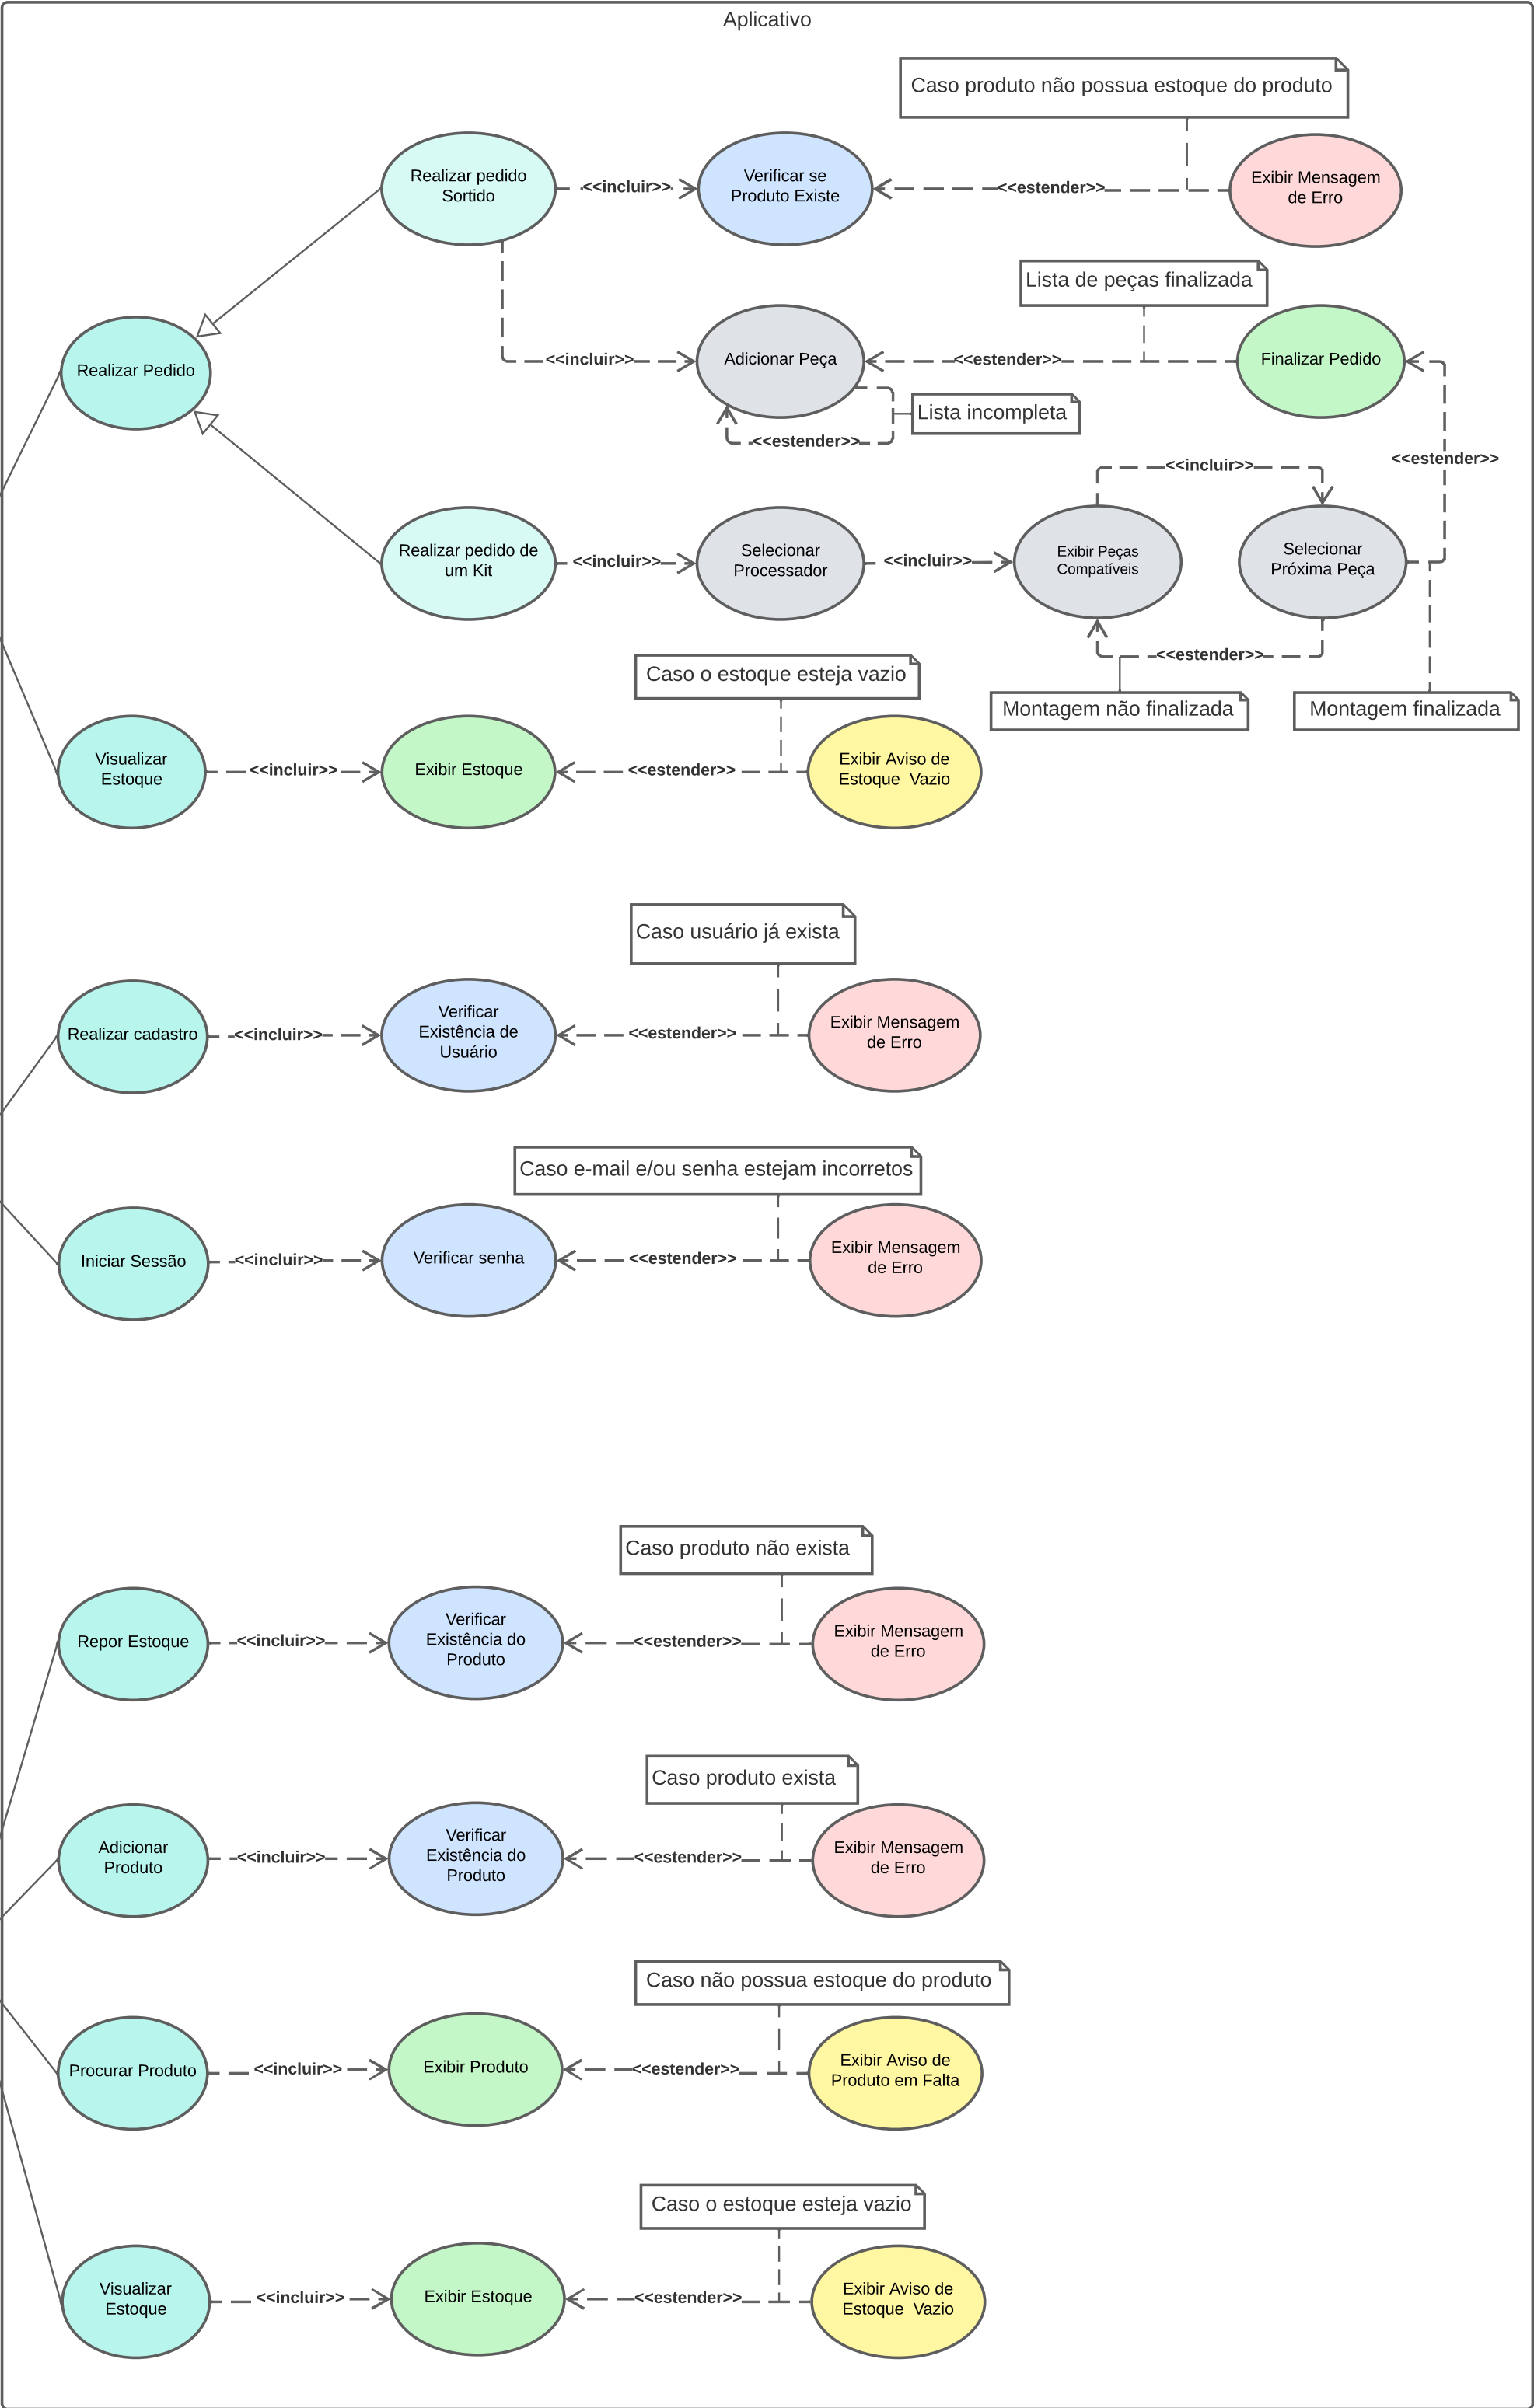 Aplicativo
Caso produto não possua estoque do produto
Realizar pedido
Sortido
<<incluir>>
Verificar se
Produto Existe
<<estender>>
Exibir Mensagem
de Erro
Lista de peças finalizada
Realizar Pedido
<<incluir>>
Adicionar Peça
<<estender>>
Finalizar Pedido
Lista incompleta
<<estender>>
<<estender>>
<<incluir>>
Realizar pedido de
um Kit
<<incluir>>
Selecionar
Processador
<<incluir>>
Exibir Peças
Compatíveis
Selecionar
Próxima Peça
<<estender>>
Caso o estoque esteja vazio
Montagem não finalizada
Montagem finalizada
Visualizar
Estoque
<<incluir>>
Exibir Estoque
<<estender>>
Exibir Aviso de
Estoque  Vazio
Caso usuário já exista
Realizar cadastro
<<incluir>>
Verificar
Existência de
Usuário
<<estender>>
Exibir Mensagem
de Erro
Caso e-mail e/ou senha estejam incorretos
Iniciar Sessão
<<incluir>>
Verificar senha
<<estender>>
Exibir Mensagem
de Erro
Caso produto não exista
Repor Estoque
<<incluir>>
Verificar
Existência do
Produto
<<estender>>
Exibir Mensagem
de Erro
Caso produto exista
Adicionar
Produto
<<incluir>>
Verificar
Existência do
Produto
<<estender>>
Exibir Mensagem
de Erro
Caso não possua estoque do produto
Procurar Produto
<<incluir>>
Exibir Produto
<<estender>>
Exibir Aviso de
Produto em Falta
Caso o estoque esteja vazio
Visualizar
Estoque
<<incluir>>
Exibir Estoque
<<estender>>
Exibir Aviso de
Estoque  Vazio